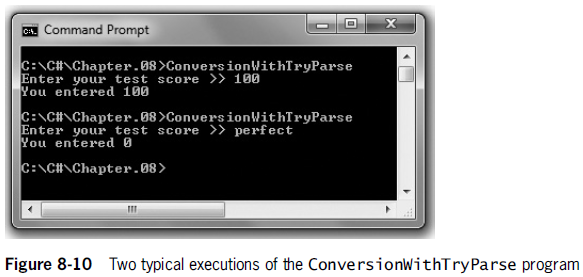 Command Prompt
C:\C#\Chapter.08>ConversionWithTryParse
Enter your test score >> 100
You entered 100
C:\C#\Chapter.08>ConversionWithTryParse
Enter your test score >> perfect
You entered 0
C:\C#\Chapter.08>
Figure 8-10 Two typical executions of the ConversionWithTryParse program